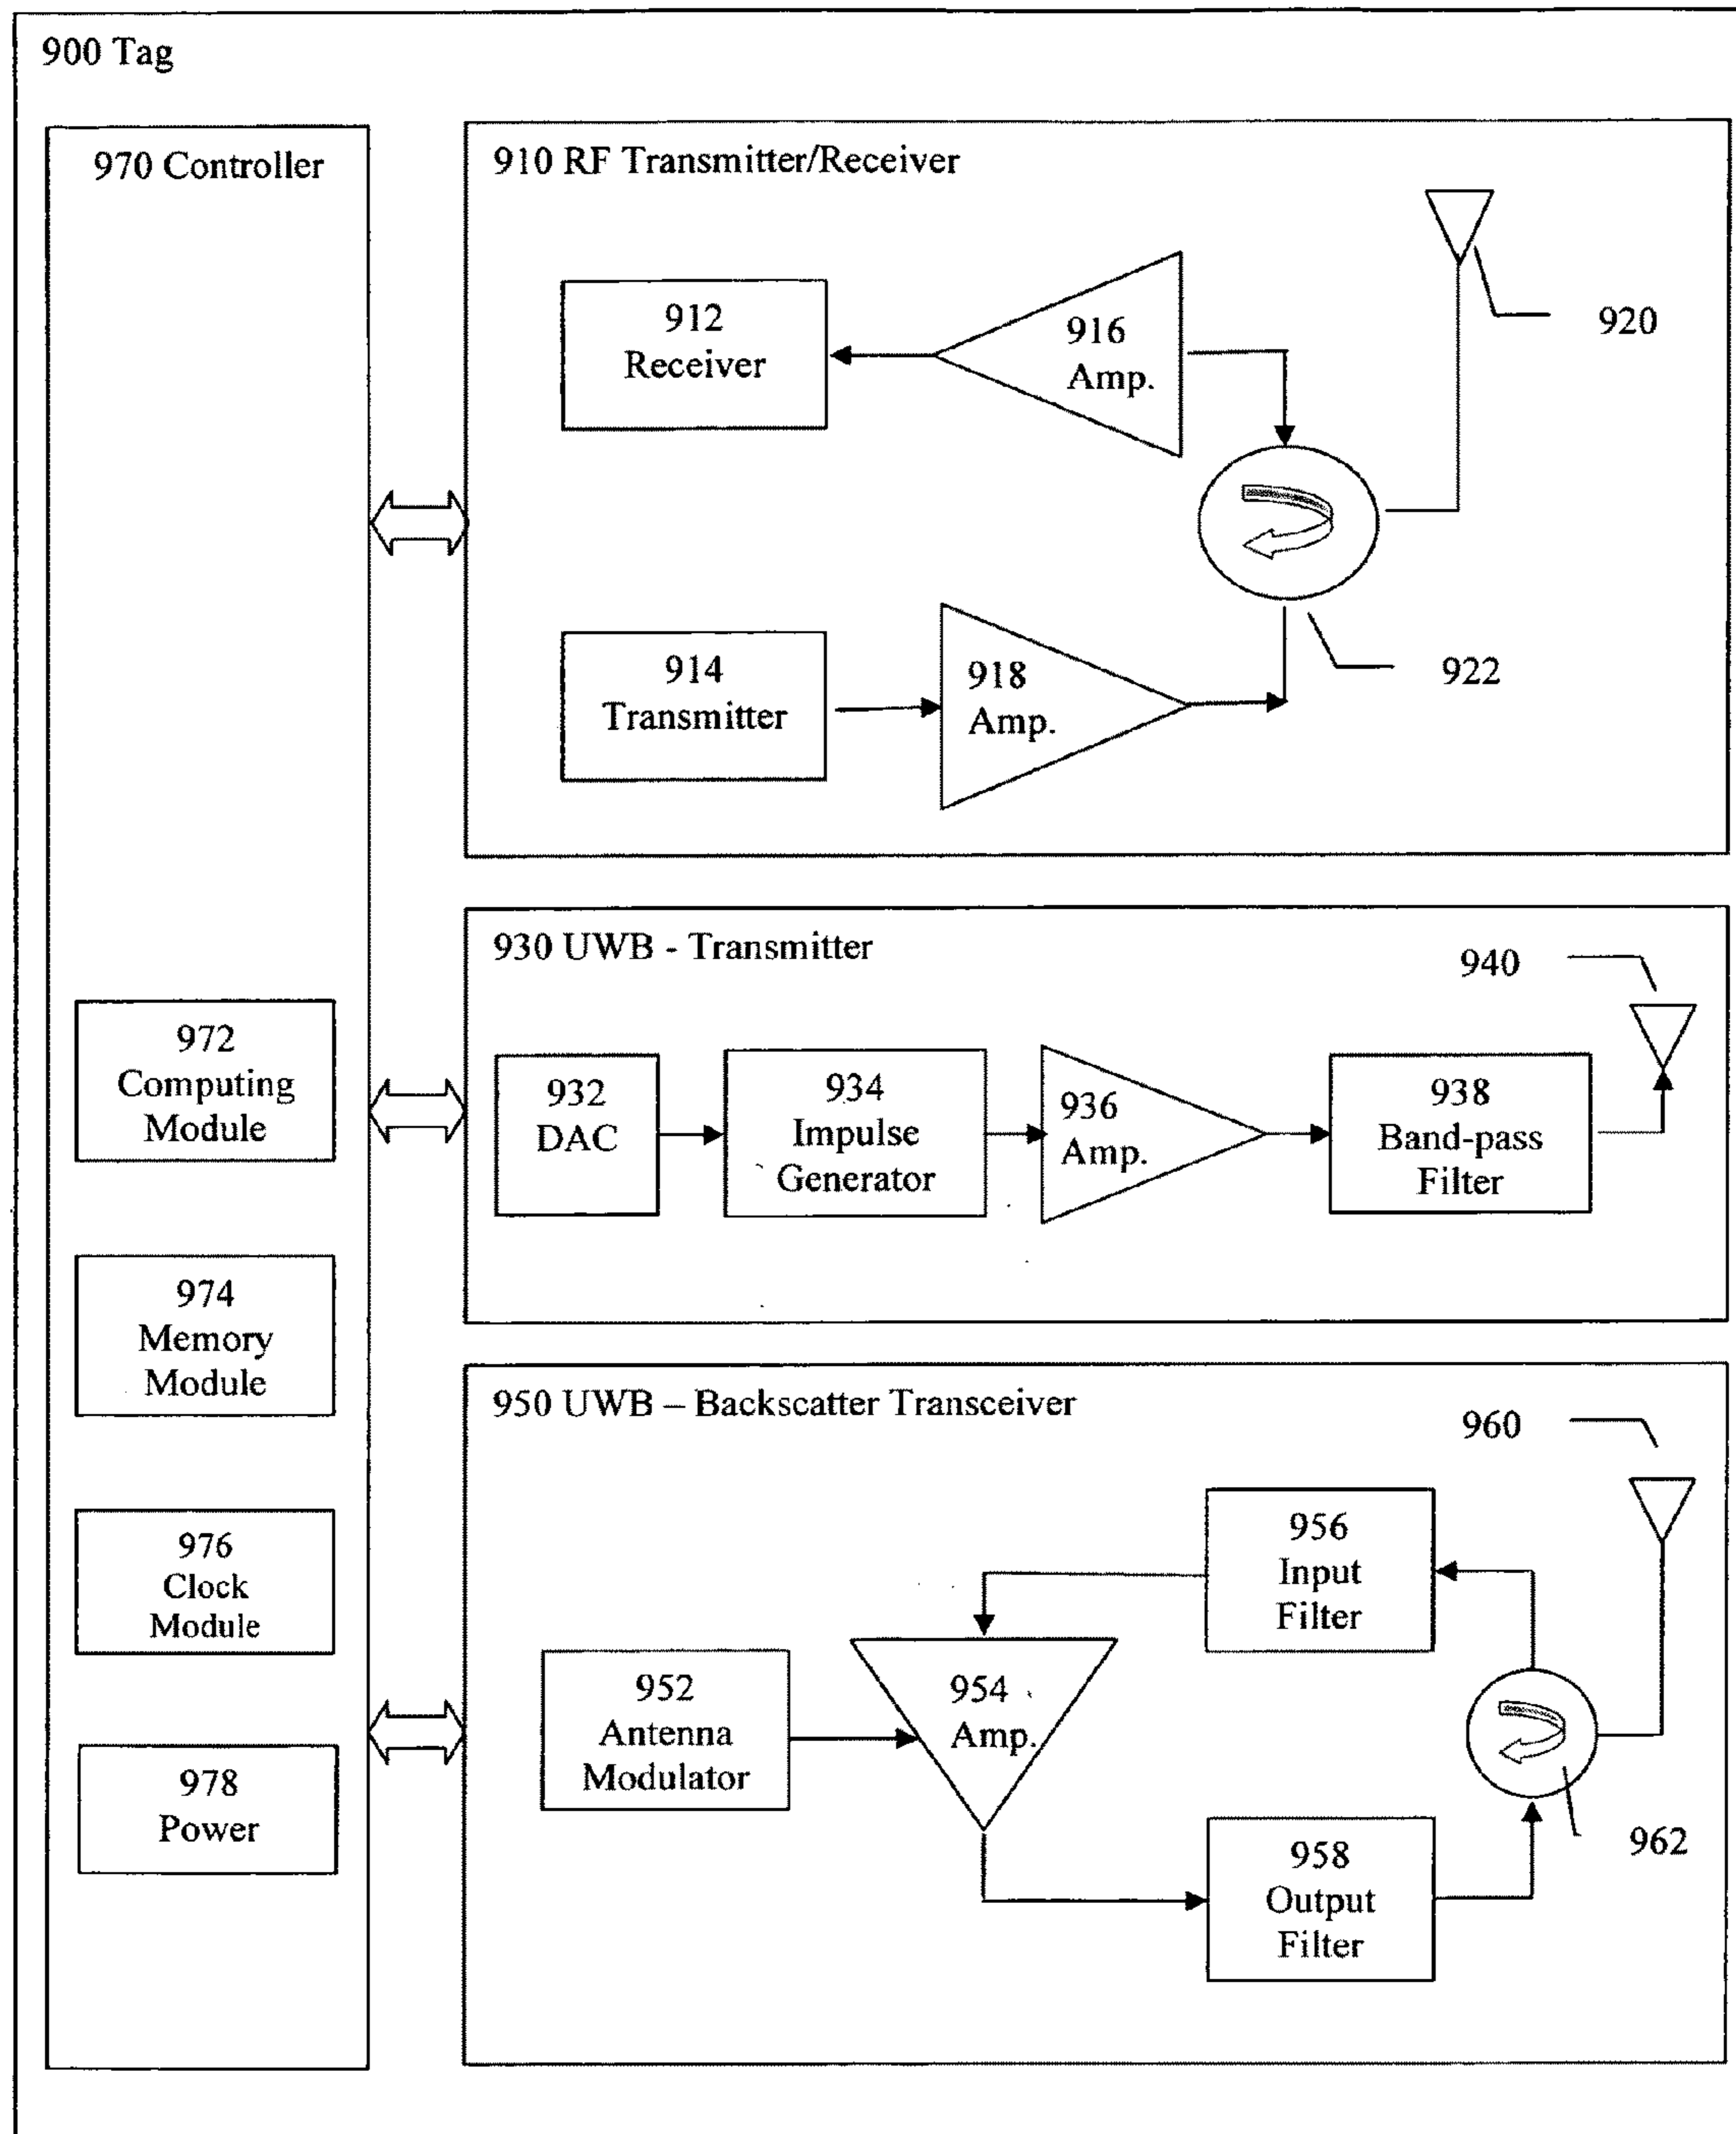 900 Tag
970 Controller
972
Computing
Module
974
Memory
Module
976
Clock
Module
978
Power
910 RF Transmitter/Receiver
912
Receiver
916
Amp.
920
914
Transmitter
918
Amp.
922
930 UWB - Transmitter
940
932
DAC
934
Impulse
Generator
936
Amp.
938
Band-pass
Filter
950 UWB – Backscatter Transceiver
960
956
Input
Filter
952
Antenna
Modulator
954
Amp.
958
Output
Filter
962